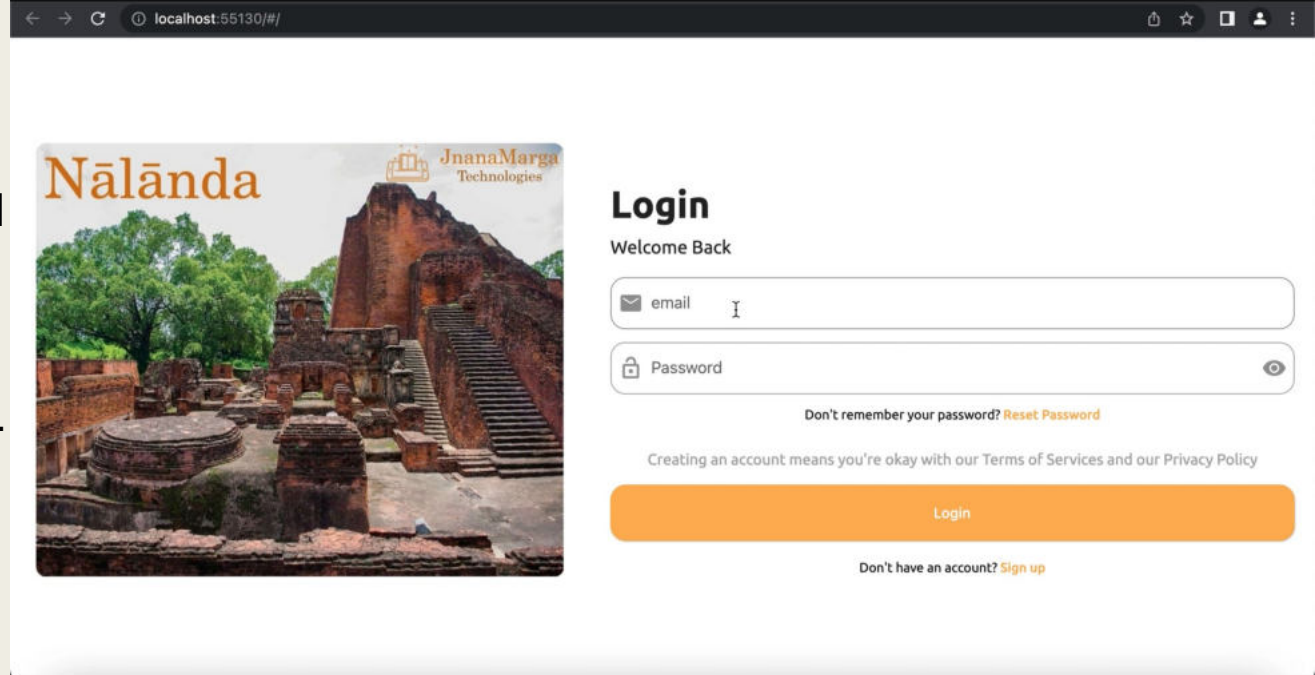 localhost:55130/#/
Nālānda
JnanaMarga
Technologies
Login
Welcome Back
email
Password
Don't remember your password? Reset Password
Creating an account means you're okay with our Terms of Services and our Privacy Policy
Login
Don't have an account? Sign up